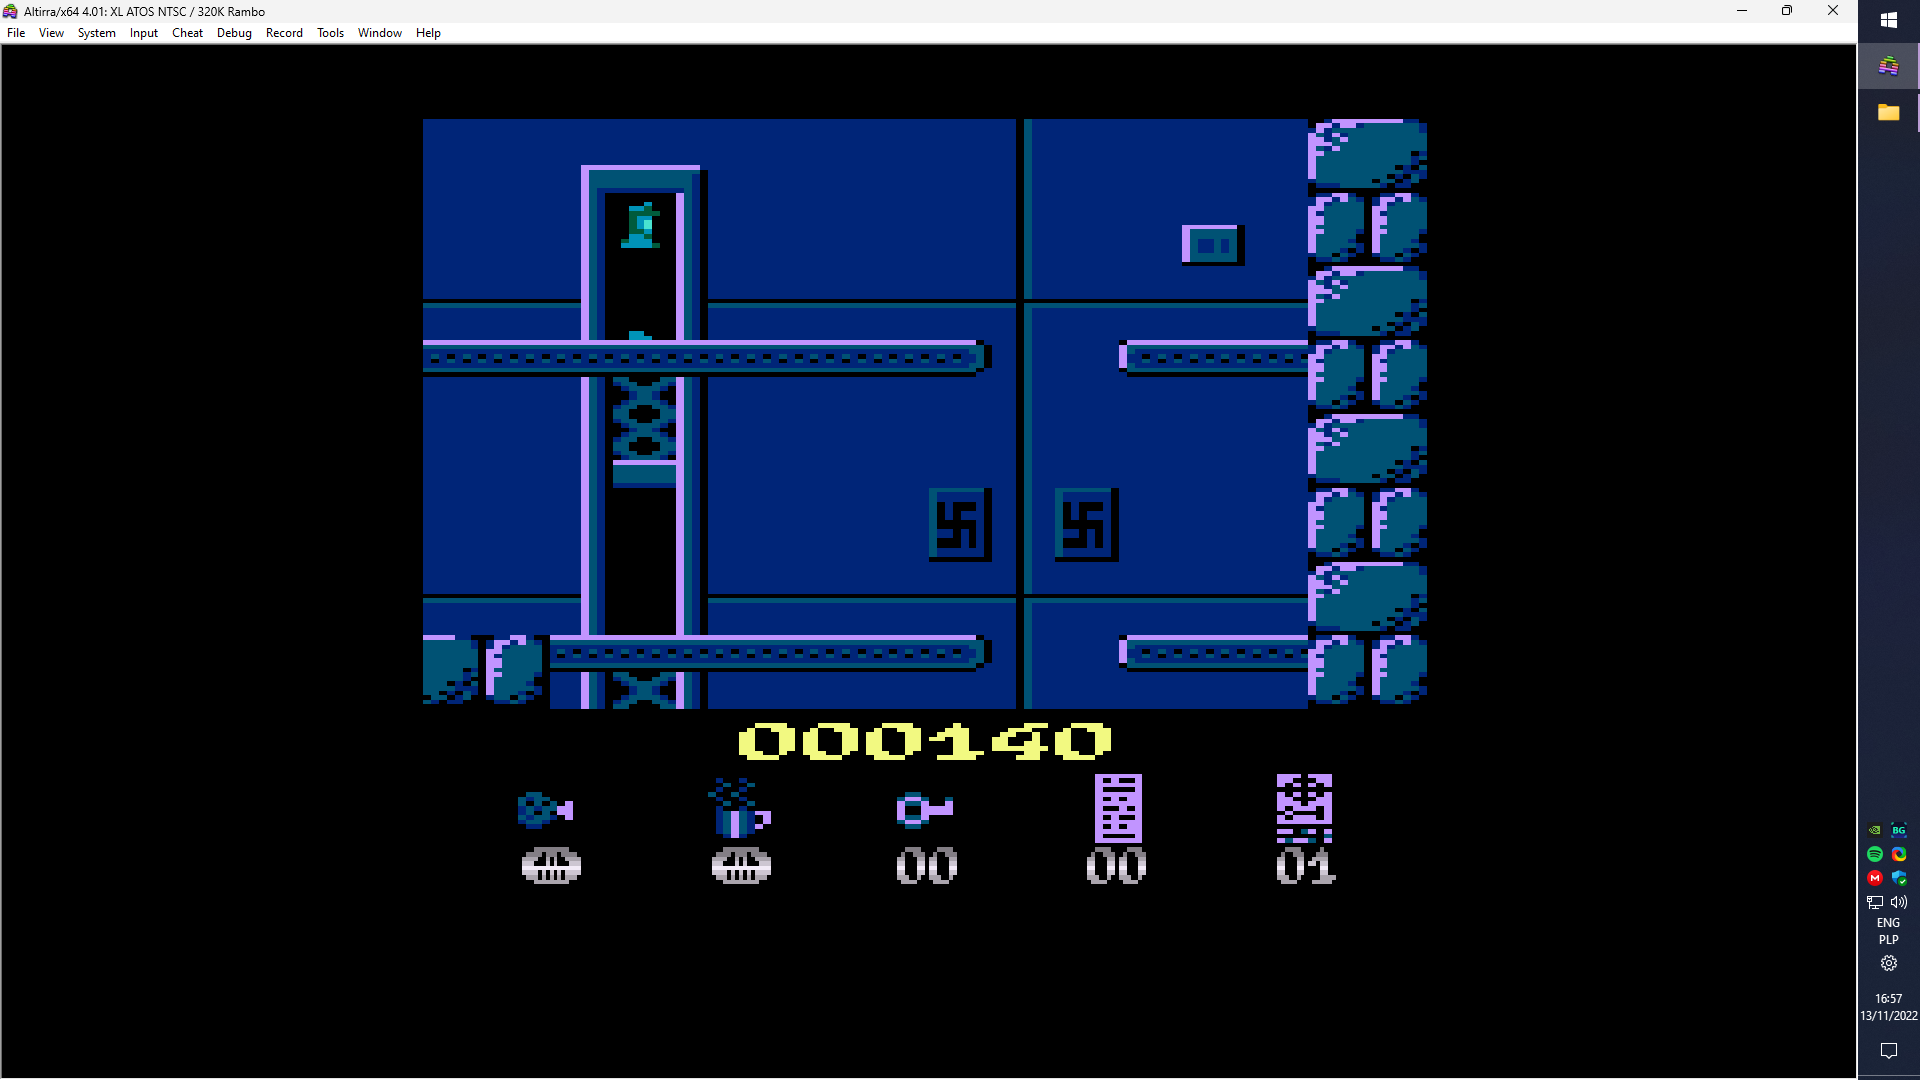 Altirra/x64 4.01: XL ATOS NTSC / 320K Rambo
File View System Input Cheat Debug Record Tools Window Help
000140
00 00 01
BG
M
ENG
PLP
16:57
13/11/2022